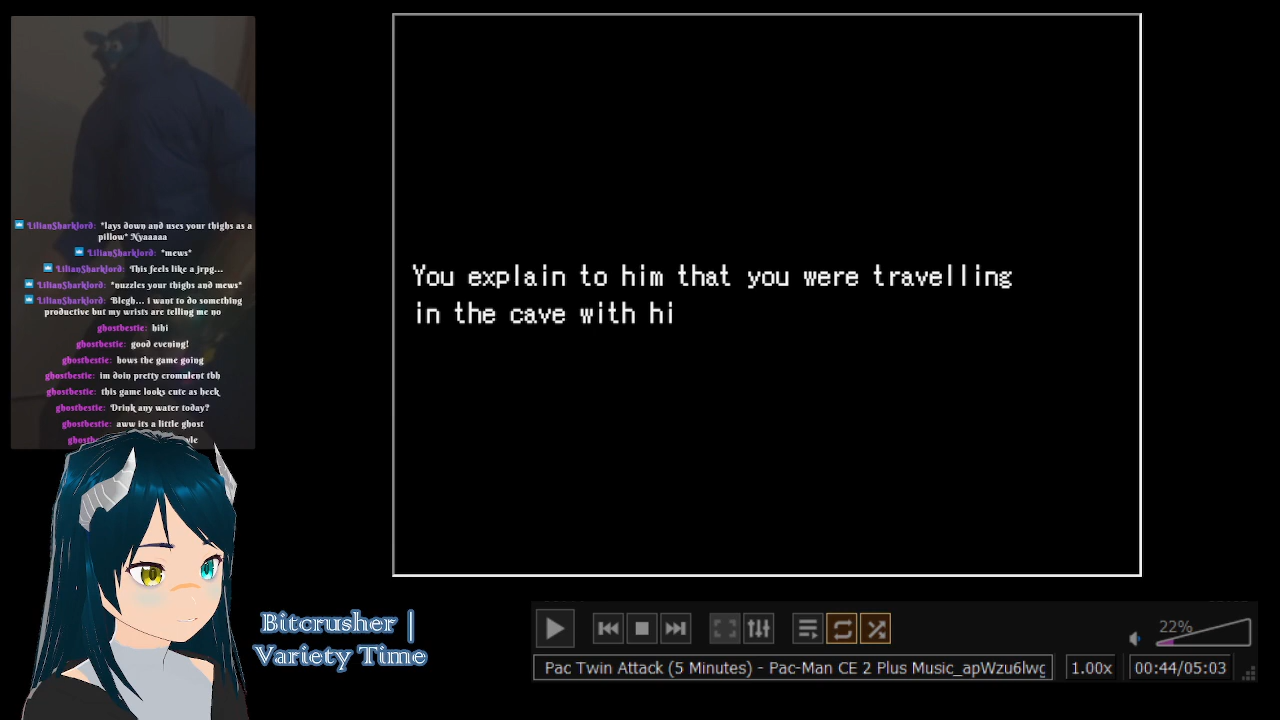 LilianSharklord: *lays down and uses your thighs as a
pillow* Nyaaaaa
LilianSharklord: *mews*
LilianSharklord: This feels like a jrpg...
LilianSharklord: *nuzzles your thighs and mews*
LilianSharklord: Blegh... i want to do something
productive but my wrists are telling me no
ghostbestie: hihi
ghostbestie: good evening!
ghostbestie: hows the game going
ghostbestie: im doin pretty cromulent tbh
ghostbestie: this game looks cute as heck
ghostbestie: Drink any water today?
ghostbestie: aww its a little ghost
You explain to him that you were travelling
in the cave with hi
Bitcrusher |
Variety Time
22%
Pac Twin Attack (5 Minutes) - Pac-Man CE 2 Plus Music_apWzu6lwg
1.00x
00:44/05:03